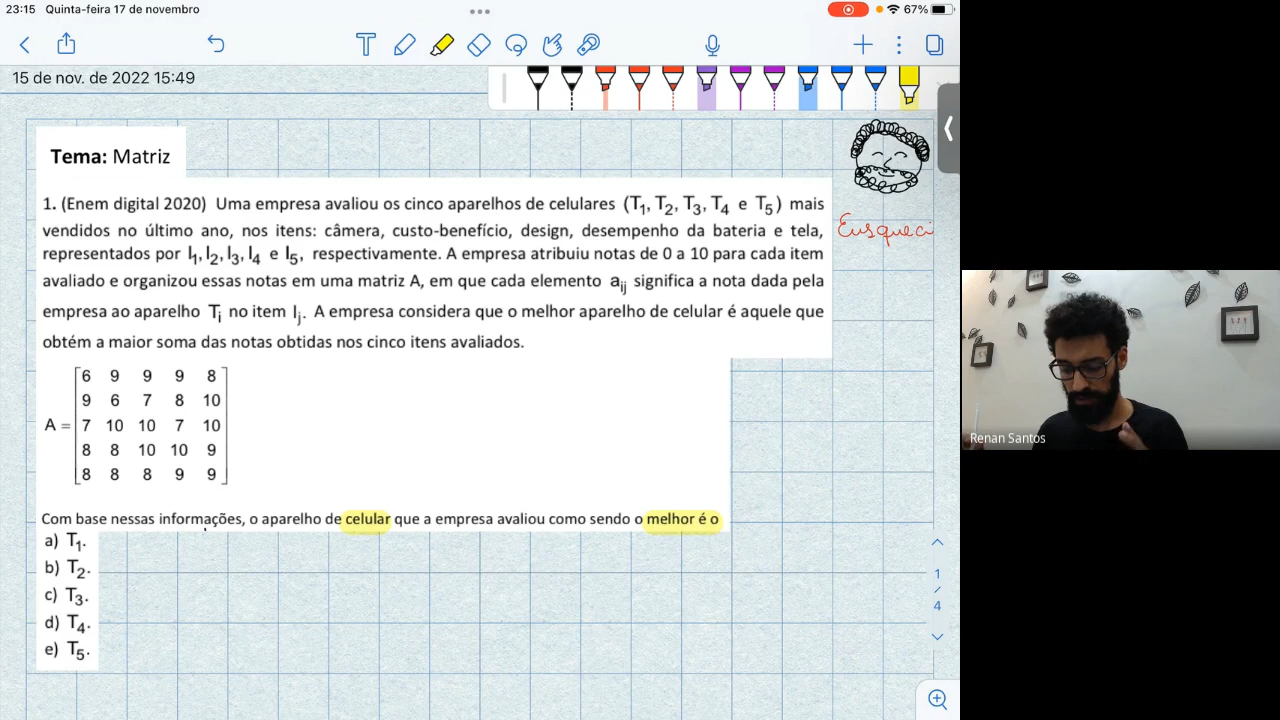 23:15 Quinta-feira 17 de novembro
67%
15 de nov. de 2022 15:49
Tema: Matriz
1. (Enem digital 2020) Uma empresa avaliou os cinco aparelhos de celulares (T₁, T₂, T₃, T₄ e T₅) mais
vendidos no último ano, nos itens: câmera, custo-benefício, design, desempenho da bateria e tela,
representados por I₁, I₂, I₃, I₄ e I₅, respectivamente. A empresa atribuiu notas de 0 a 10 para cada item
avaliado e organizou essas notas em uma matriz A, em que cada elemento aᵢⱼ significa a nota dada pela
empresa ao aparelho Tᵢ no item Iⱼ. A empresa considera que o melhor aparelho de celular é aquele que
obtém a maior soma das notas obtidas nos cinco itens avaliados.
6 9 9 9 8
9 6 7 8 10
A = 7 10 10 7 10
8 8 10 10 9
8 8 8 9 9
Com base nessas informações, o aparelho de celular que a empresa avaliou como sendo o melhor é o
a) T₁.
b) T₂.
c) T₃.
d) T₄.
e) T₅.
Eusqueci
1
/
4
Renan Santos